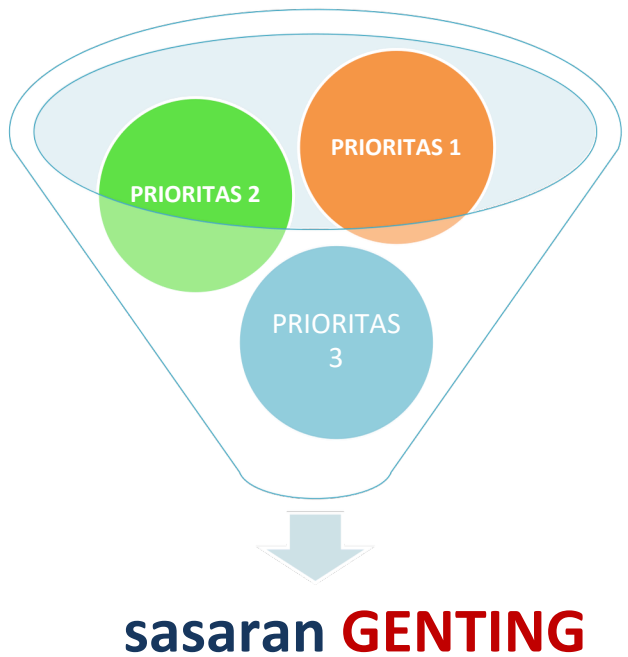 PRIORITAS 1
PRIORITAS 2
PRIORITAS
3
sasaran GENTING